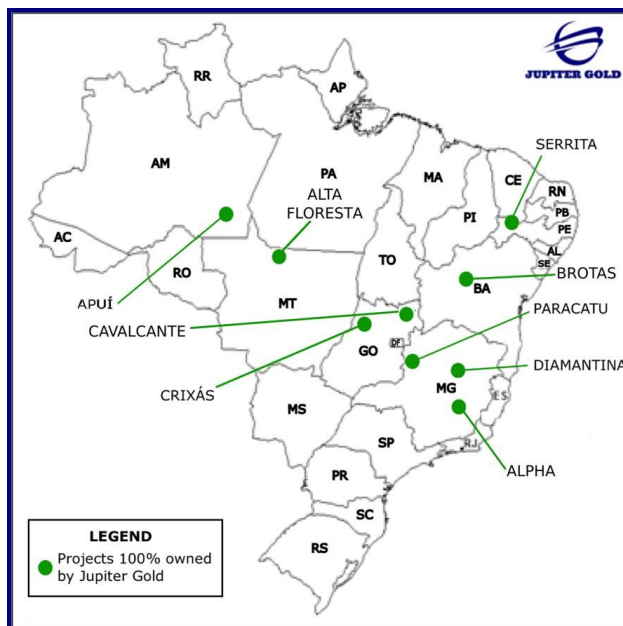 JUPITER GOLD
RR
AP
SERRITA
AM
PA
MA
CE
RN
ALTA
FLORESTA
PI
PB
PE
AC
AL
SE
RO
TO
BROTAS
BA
APUÍ
MT
PARACATU
CAVALCANTE
DF
GO
DIAMANTINA
CRIXÁS
MG
ES
MS
SP
RJ
ALPHA
PR
SC
RS
LEGEND
Projects 100% owned
by Jupiter Gold